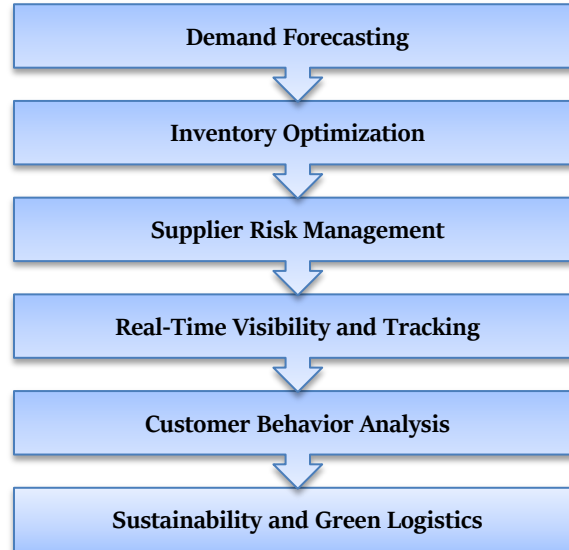 Demand Forecasting
Inventory Optimization
Supplier Risk Management
Real-Time Visibility and Tracking
Customer Behavior Analysis
Sustainability and Green Logistics